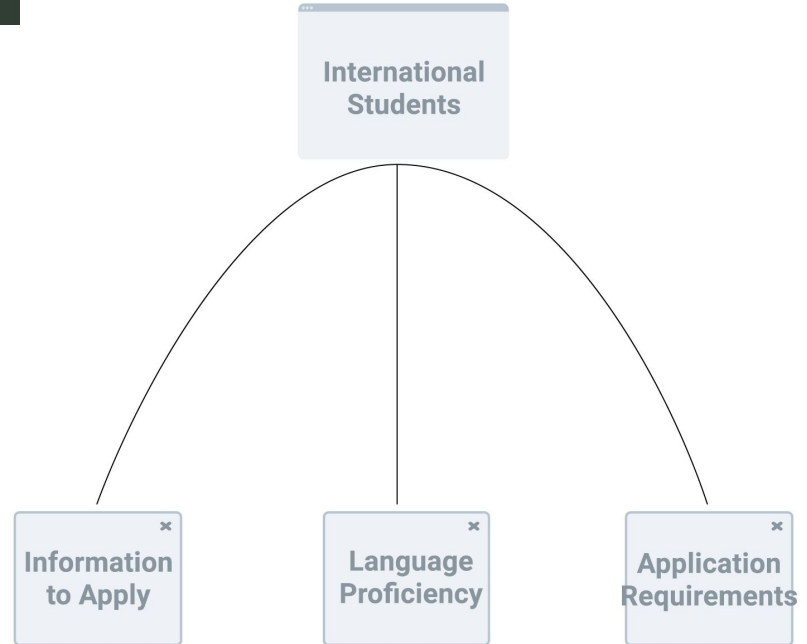 International
Students
Information
to Apply
Language
Proficiency
Application
Requirements